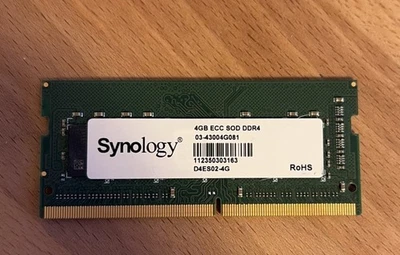 4GB ECC SOD DDR4
03-43004G081
Synology
112350303163
D4ES02-4G
RoHS